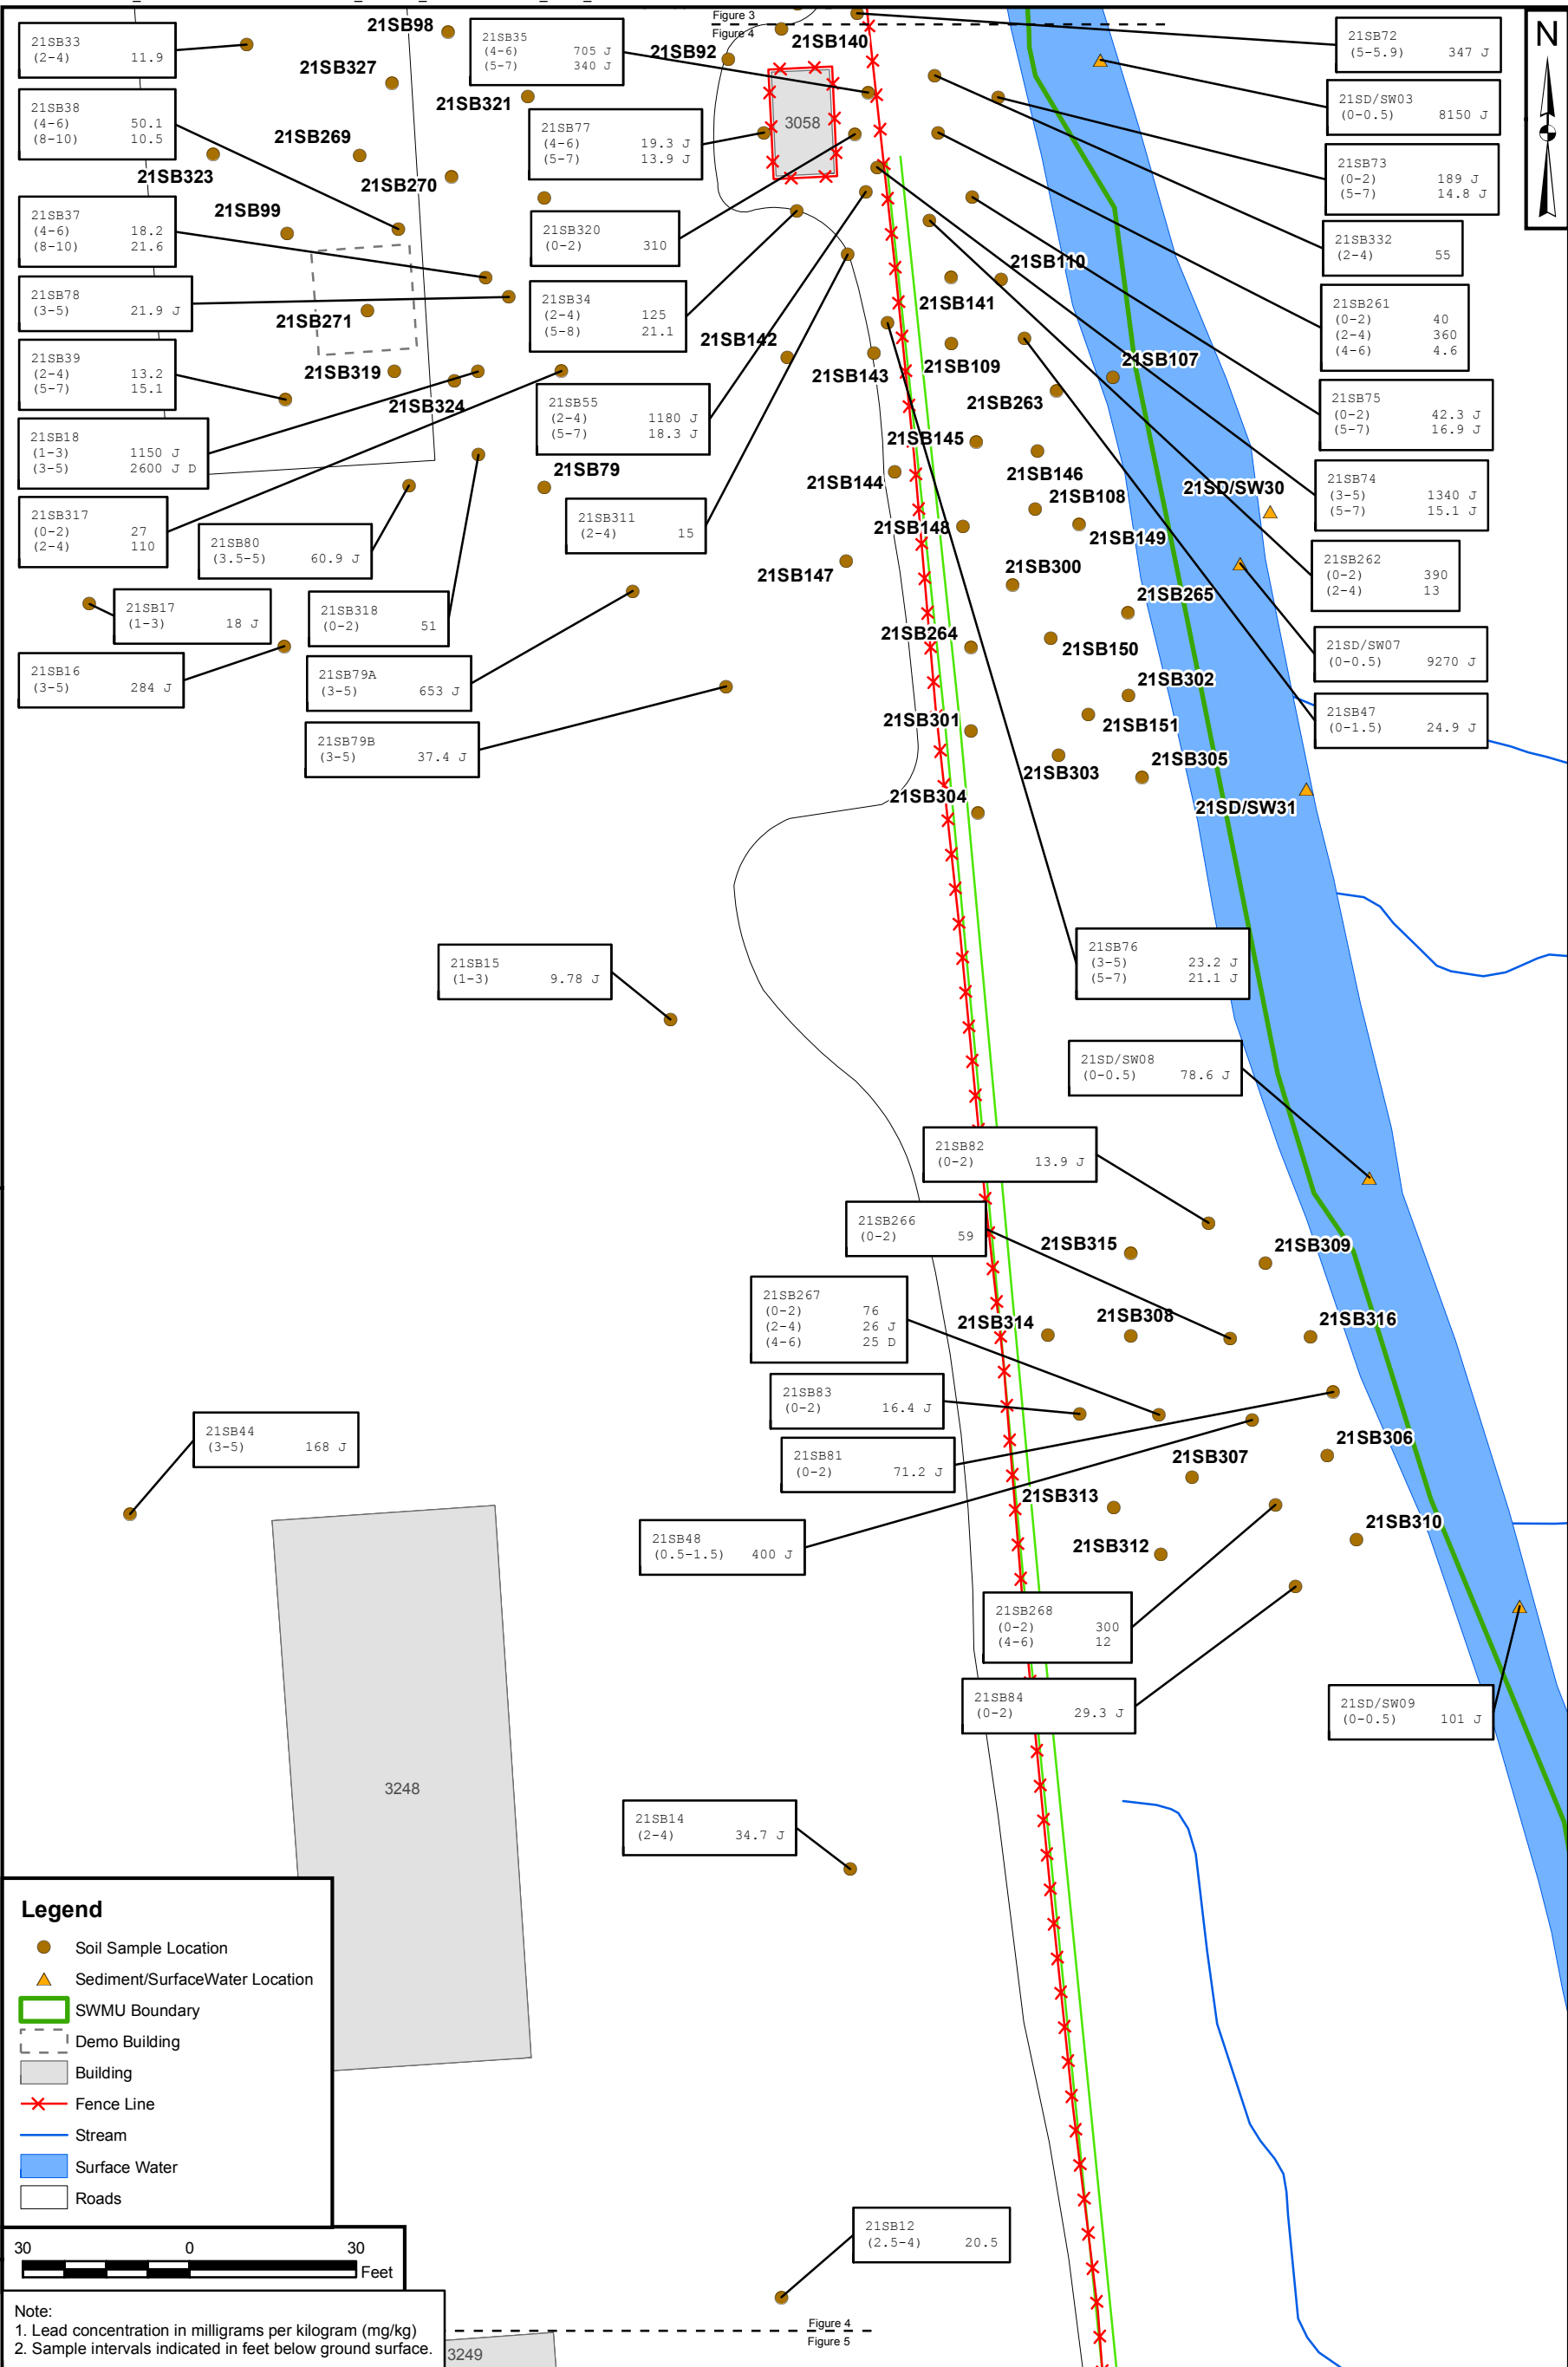 Figure 3
Figure 4
N
21SB33
(2-4) 11.9
21SB98
21SB35
(4-6) 705 J
(5-7) 340 J
21SB92
21SB140
21SB72
(5-5.9) 347 J
21SB327
21SB321
21SD/SW03
(0-0.5) 8150 J
21SB38
(4-6) 50.1
(8-10) 10.5
21SB269
21SB77
(4-6) 19.3 J
(5-7) 13.9 J
3058
21SB73
(0-2) 189 J
(5-7) 14.8 J
21SB323
21SB270
21SB37
(4-6) 18.2
(8-10) 21.6
21SB99
21SB320
(0-2) 310
21SB332
(2-4) 55
21SB78
(3-5) 21.9 J
21SB271
21SB34
(2-4) 125
(5-8) 21.1
21SB110
21SB141
21SB261
(0-2) 40
(2-4) 360
(4-6) 4.6
21SB142
21SB143
21SB109
21SB107
21SB39
(2-4) 13.2
(5-7) 15.1
21SB319
21SB324
21SB55
(2-4) 1180 J
(5-7) 18.3 J
21SB263
21SB75
(0-2) 42.3 J
(5-7) 16.9 J
21SB18
(1-3) 1150 J
(3-5) 2600 J D
21SB79
21SB145
21SB146
21SB144
21SB74
(3-5) 1340 J
(5-7) 15.1 J
21SD/SW30
21SB317
(0-2) 27
(2-4) 110
21SB80
(3.5-5) 60.9 J
21SB311
(2-4) 15
21SB148
21SB108
21SB149
21SB262
(0-2) 390
(2-4) 13
21SB147
21SB300
21SB17
(1-3) 18 J
21SB318
(0-2) 51
21SB265
21SB264
21SB150
21SD/SW07
(0-0.5) 9270 J
21SB16
(3-5) 284 J
21SB79A
(3-5) 653 J
21SB302
21SB47
(0-1.5) 24.9 J
21SB301
21SB151
21SB79B
(3-5) 37.4 J
21SB303
21SB305
21SB304
21SD/SW31
21SB15
(1-3) 9.78 J
21SB76
(3-5) 23.2 J
(5-7) 21.1 J
21SD/SW08
(0-0.5) 78.6 J
21SB82
(0-2) 13.9 J
21SB266
(0-2) 59
21SB315
21SB309
21SB267
(0-2) 76
(2-4) 26 J
(4-6) 25 D
21SB314
21SB308
21SB316
21SB83
(0-2) 16.4 J
21SB44
(3-5) 168 J
21SB81
(0-2) 71.2 J
21SB307
21SB306
21SB313
21SB48
(0.5-1.5) 400 J
21SB312
21SB310
21SB268
(0-2) 300
(4-6) 12
21SB84
(0-2) 29.3 J
21SD/SW09
(0-0.5) 101 J
3248
21SB14
(2-4) 34.7 J
Legend
Soil Sample Location
Sediment/SurfaceWater Location
SWMU Boundary
Demo Building
Building
Fence Line
Stream
Surface Water
Roads
21SB12
(2.5-4) 20.5
30 0 30
Feet
Note:
1. Lead concentration in milligrams per kilogram (mg/kg)
2. Sample intervals indicated in feet below ground surface.
3249
Figure 4
Figure 5